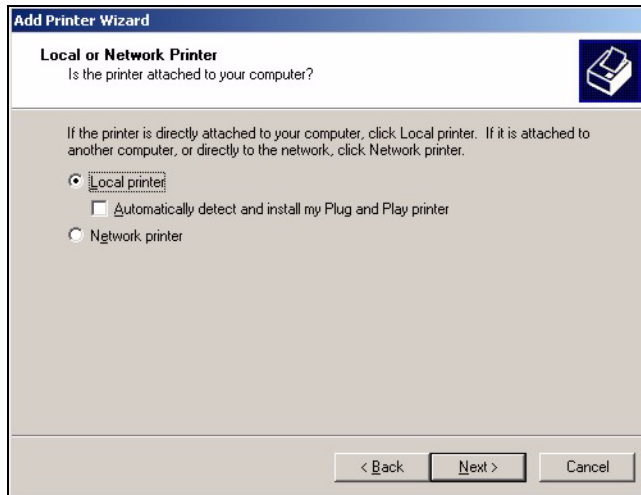 Add Printer Wizard
Local or Network Printer
Is the printer attached to your computer?
If the printer is directly attached to your computer, click Local printer. If it is attached to
another computer, or directly to the network, click Network printer.
Local printer
Automatically detect and install my Plug and Play printer
Network printer
< Back
Next >
Cancel